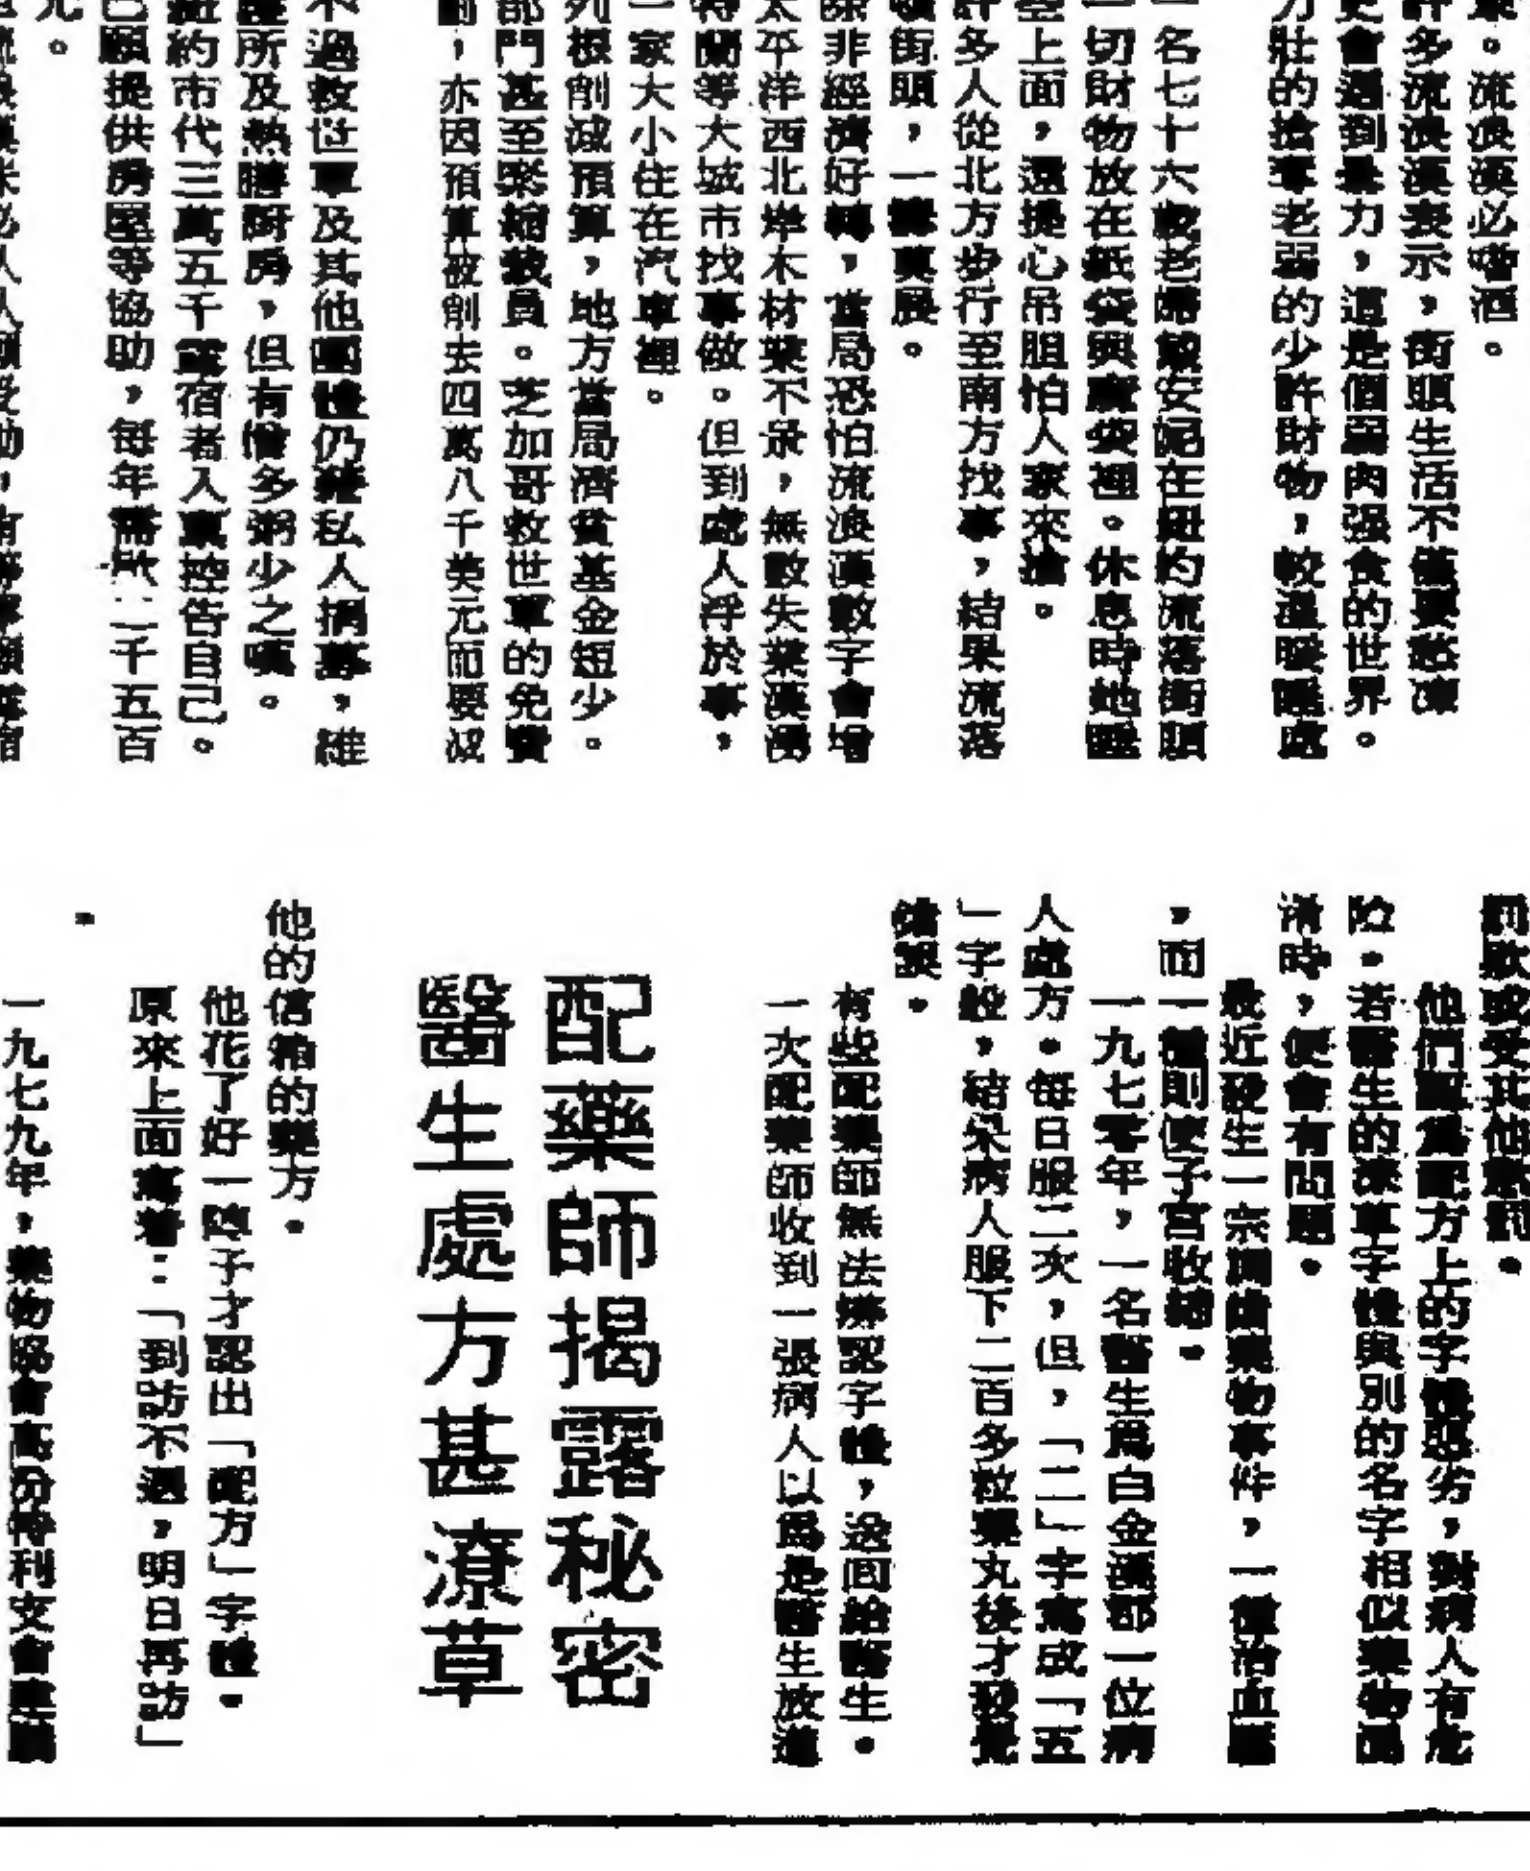 。流浪漢必嗜酒。
許多流浪漢表示，街頭生活不僅要愁凍
更會遇到暴力，這是個弱肉强食的世界。
力壯的搶奪老弱的少許財物，較溫暖睡處
一名七十六歲老婦戴安妮在紐約流落街頭
一切財物放在紙袋與廢袋裡。休息時她睡
上面，還提心吊胆怕人家來搶。
許多人從北方步行至南方找事，結果流落
街頭，一籌莫展。
除非經濟好轉，當局恐怕流浪漢數字會增
太平洋西北岸木材業不景，無數失業漢湧
特蘭等大城市找事做。但到處人浮於事，
一家大小住在汽車裡。
列根削減預算，地方當局濟貧基金短少。
部門甚至緊縮裁員。芝加哥救世軍的免費
劃，亦因預算被削去四萬八千美元而要減
不過救世軍及其他團體仍靠私人捐募，維
護所及熱膳廚房，但有僧多粥少之嘆。
紐約市代三萬五千露宿者入稟控告自己。
已願提供房屋等協助，每年需欵二千五百
元。
罰欵或受其他懲罰。
他們認爲配方上的字體惡劣，對病人有危
險。若醫生的潦草字體與別的名字相似藥物混
淆時，便會有問題。
最近發生一宗調錯藥物事件，一種治血壓
，而一種則使子宮收縮。
一九七零年，一名醫生爲白金漢郡一位病
人處方。每日服二次，但，「二」字寫成「五
」字般，結果病人服下二百多粒藥丸後才發覺
錯誤。
有些配藥師無法辨認字體，送回給醫生。
一次配藥師收到一張病人以爲是醫生放進
配藥師揭露秘密
醫生處方甚潦草
他的信箱的藥方。
他花了好一陣子才認出「配方」字體。
原來上面寫着：「到訪不遇，明日再訪」
。
一九七九年，藥物協會高份特利支會建議